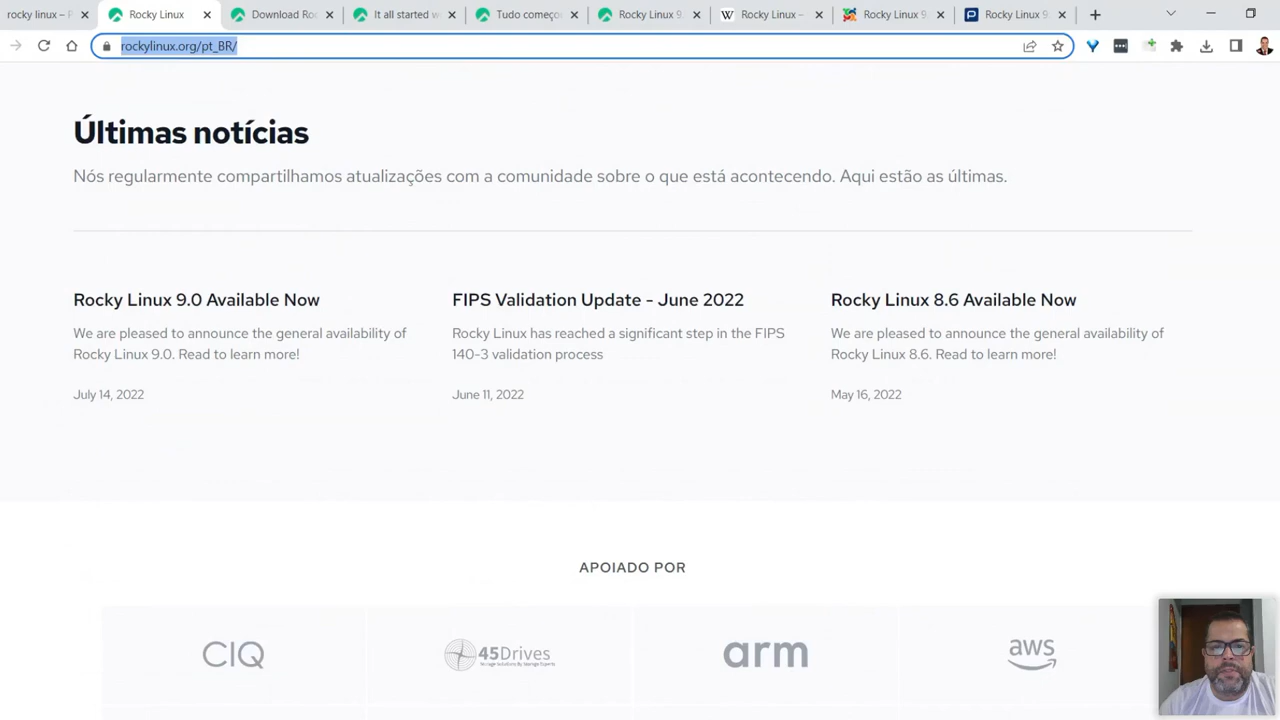 rocky linux – P
Rocky Linux
Download Roc
It all started w
Tudo começo
Rocky Linux 9.
Rocky Linux –
Rocky Linux 9
Rocky Linux 9
rockylinux.org/pt_BR/
Últimas notícias
Nós regularmente compartilhamos atualizações com a comunidade sobre o que está acontecendo. Aqui estão as últimas.
Rocky Linux 9.0 Available Now
We are pleased to announce the general availability of
Rocky Linux 9.0. Read to learn more!
July 14, 2022
FIPS Validation Update - June 2022
Rocky Linux has reached a significant step in the FIPS
140-3 validation process
June 11, 2022
Rocky Linux 8.6 Available Now
We are pleased to announce the general availability of
Rocky Linux 8.6. Read to learn more!
May 16, 2022
APOIADO POR
CIQ
45Drives
arm
aws